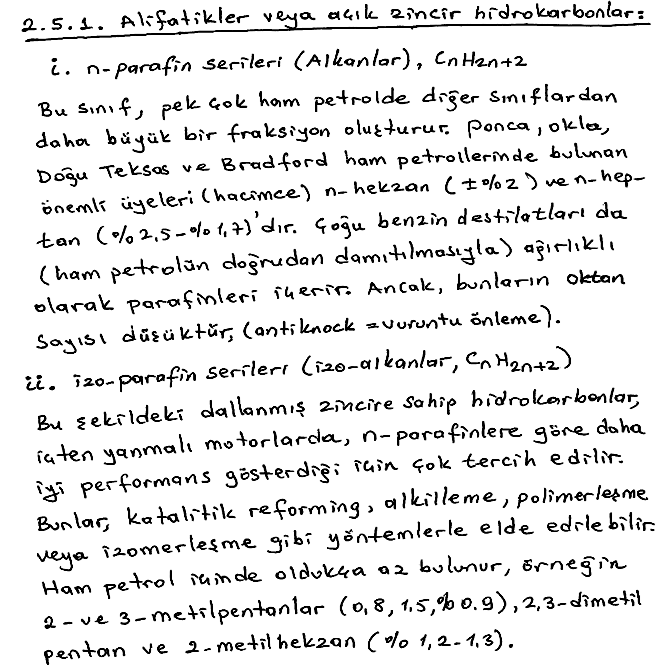 2.5.1. Alifatikler veya açık zincir hidrokarbonlar:
i. n-parafin serileri (Alkanlar), CnH2n+2
Bu sınıf, pek çok ham petrolde diğer sınıflardan
daha büyük bir fraksiyon oluşturur. Ponca, okla,
Doğu Teksas ve Bradford ham petrollerinde bulunan
önemli üyeleri (hacimce) n-hekzan (±%2) ve n-hep-
tan (%2,5-%1,7)'dır. Çoğu benzin destilatları da
(ham petrolün doğrudan damıtılmasıyla) ağırlıklı
olarak parafinleri içerir. Ancak, bunların oktan
sayısı düşüktür, (antiknock = vuruntu önleme).
ii. izo-parafin serileri (izo-alkanlar, CnH2n+2)
Bu şekildeki dallanmış zincire sahip hidrokarbonlar,
içten yanmalı motorlarda, n-parafinlere göre daha
iyi performans gösterdiği için çok tercih edilir.
Bunlar, katalitik reforming, alkilleme, polimerleşme
veya izomerleşme gibi yöntemlerle elde edilebilir.
Ham petrol içinde oldukça az bulunur, örneğin
2-ve 3-metilpentanlar (0,8, 1,5, %0.9), 2,3-dimetil
pentan ve 2-metilhekzan (%1,2-1,3).